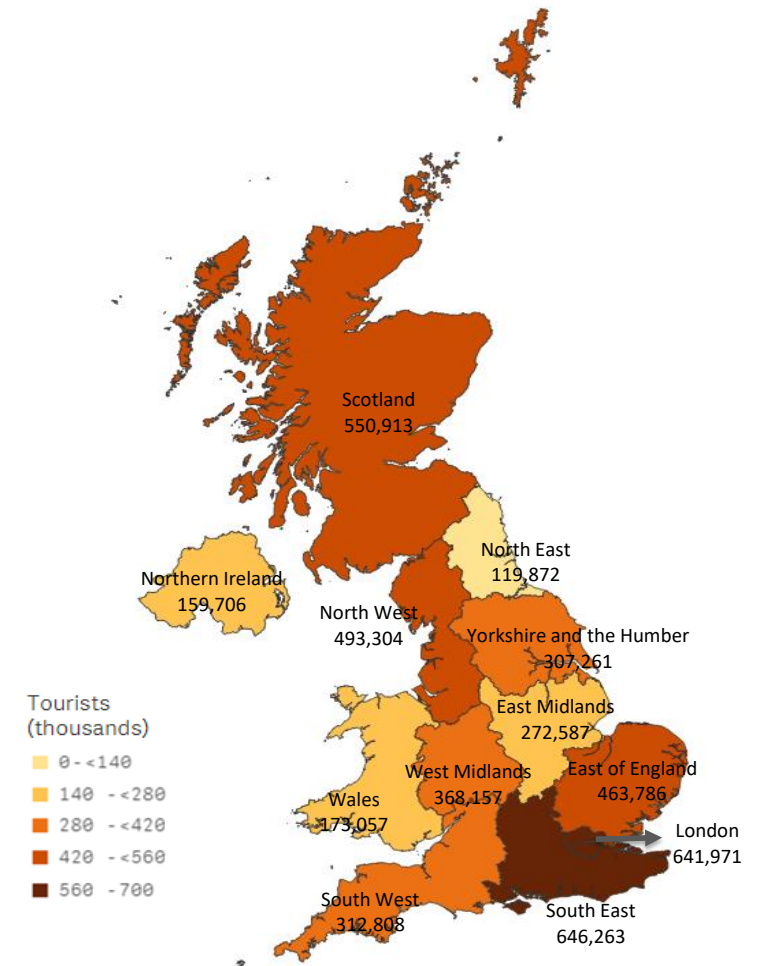 Scotland
550,913
North East
119,872
Northern Ireland
159,706
North West
493,304
Yorkshire and the Humber
307,261
East Midlands
272,587
West Midlands
368,157
East of England
463,786
Wales
173,057
London
641,971
South West
312,808
South East
646,263
Tourists
(thousands)
0-<140
140 -<280
280 -<420
420 -<560
560 -700